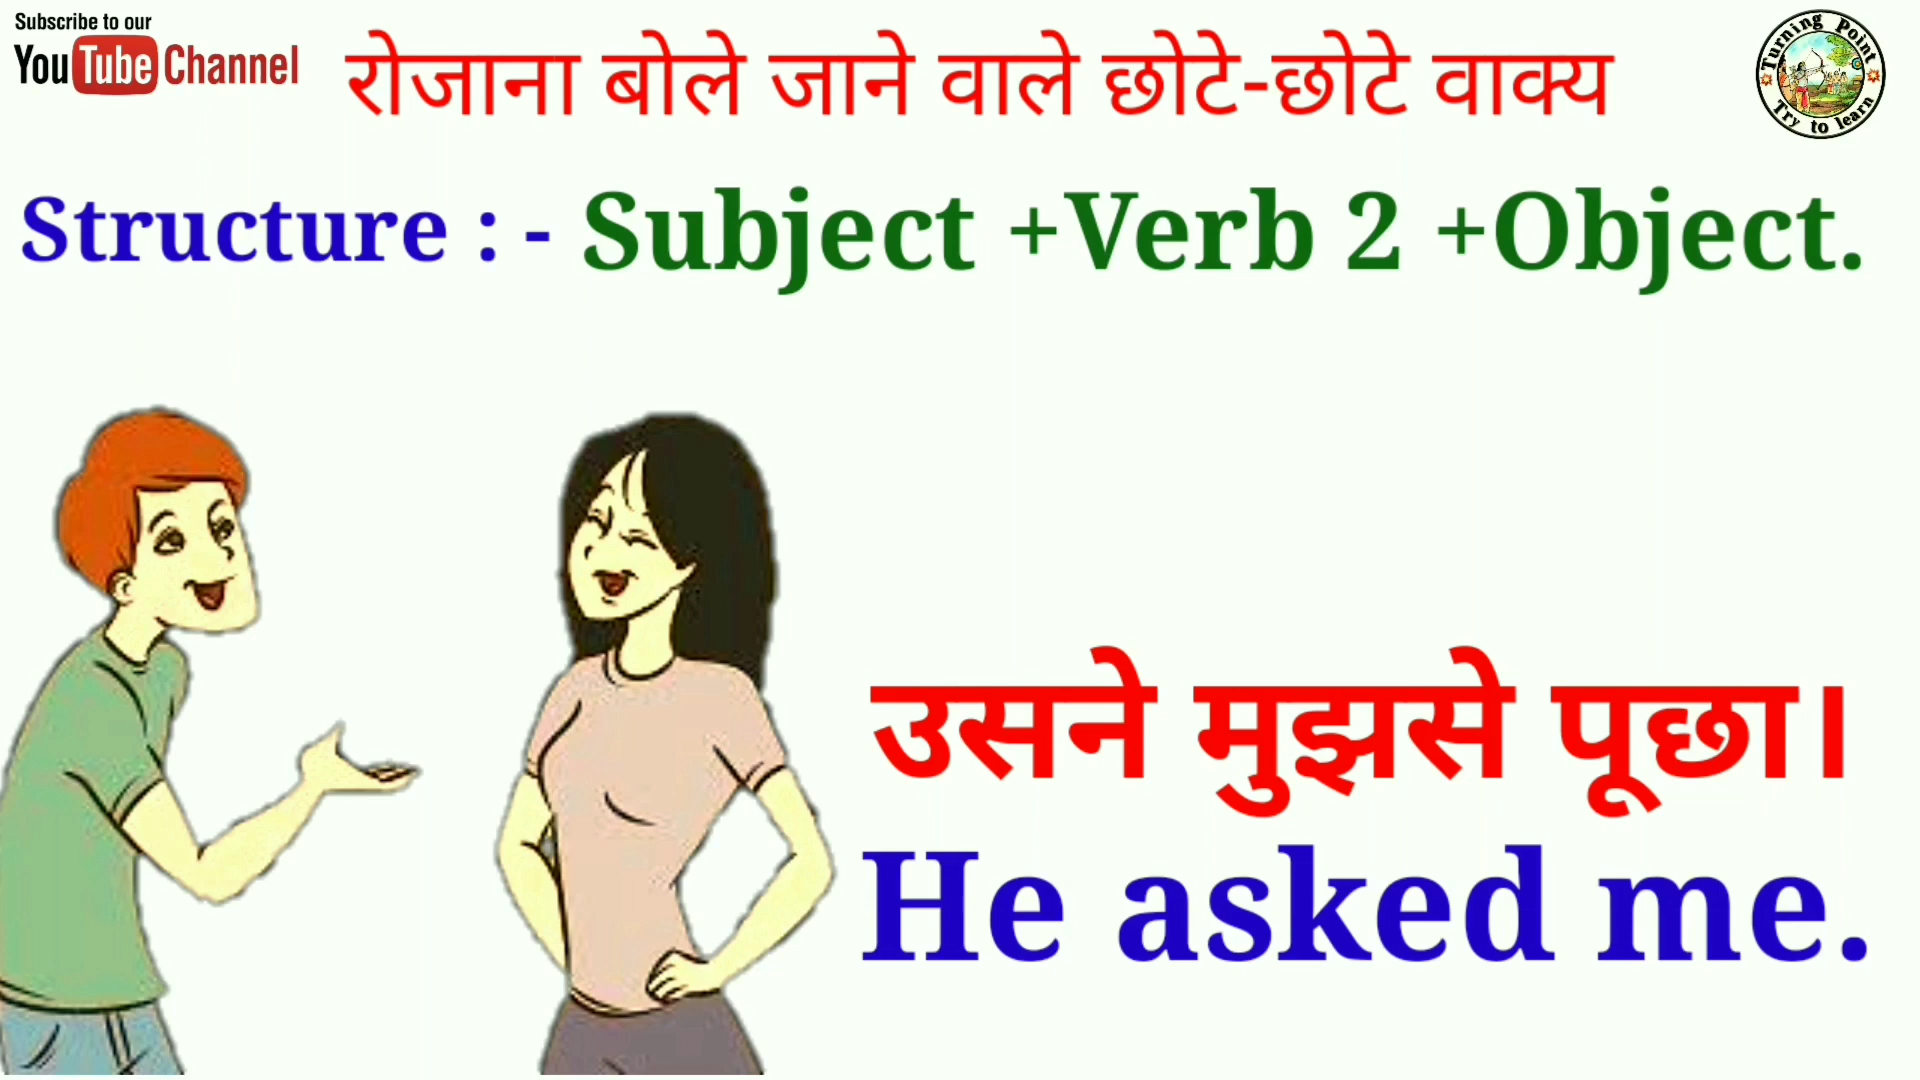 Subscribe to our
YouTube Channel
रोजाना बोले जाने वाले छोटे-छोटे वाक्य
Turning Point
Try to learn
Structure : - Subject +Verb 2 +Object.
उसने मुझसे पूछा।
He asked me.